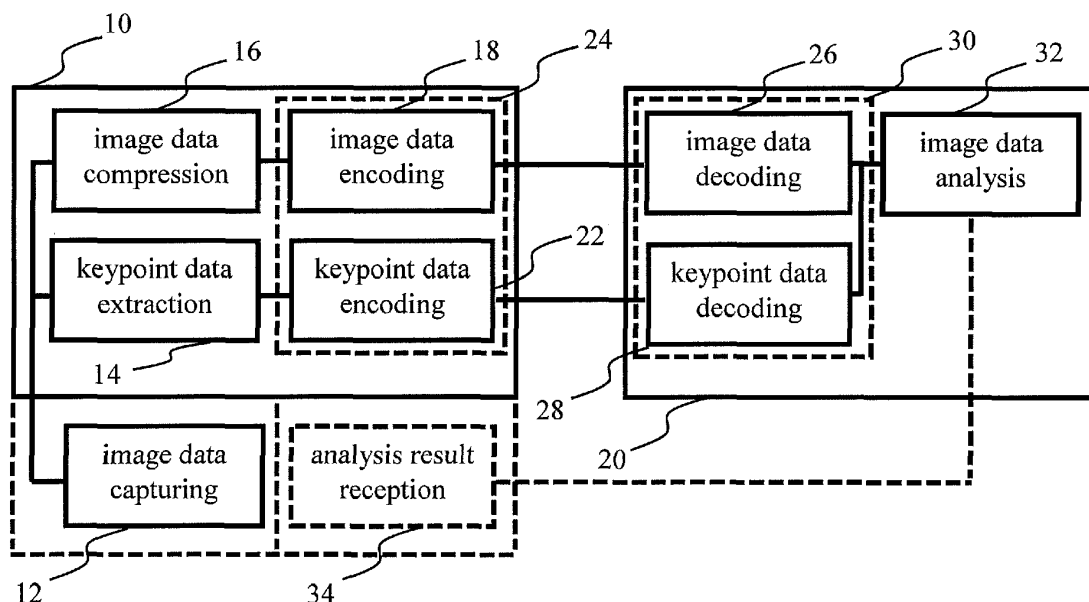 10
16
18
24
26
30
32
image data
compression
image data
encoding
image data
decoding
image data
analysis
22
keypoint data
extraction
keypoint data
encoding
keypoint data
decoding
14
28
20
image data
capturing
analysis result
reception
12
34